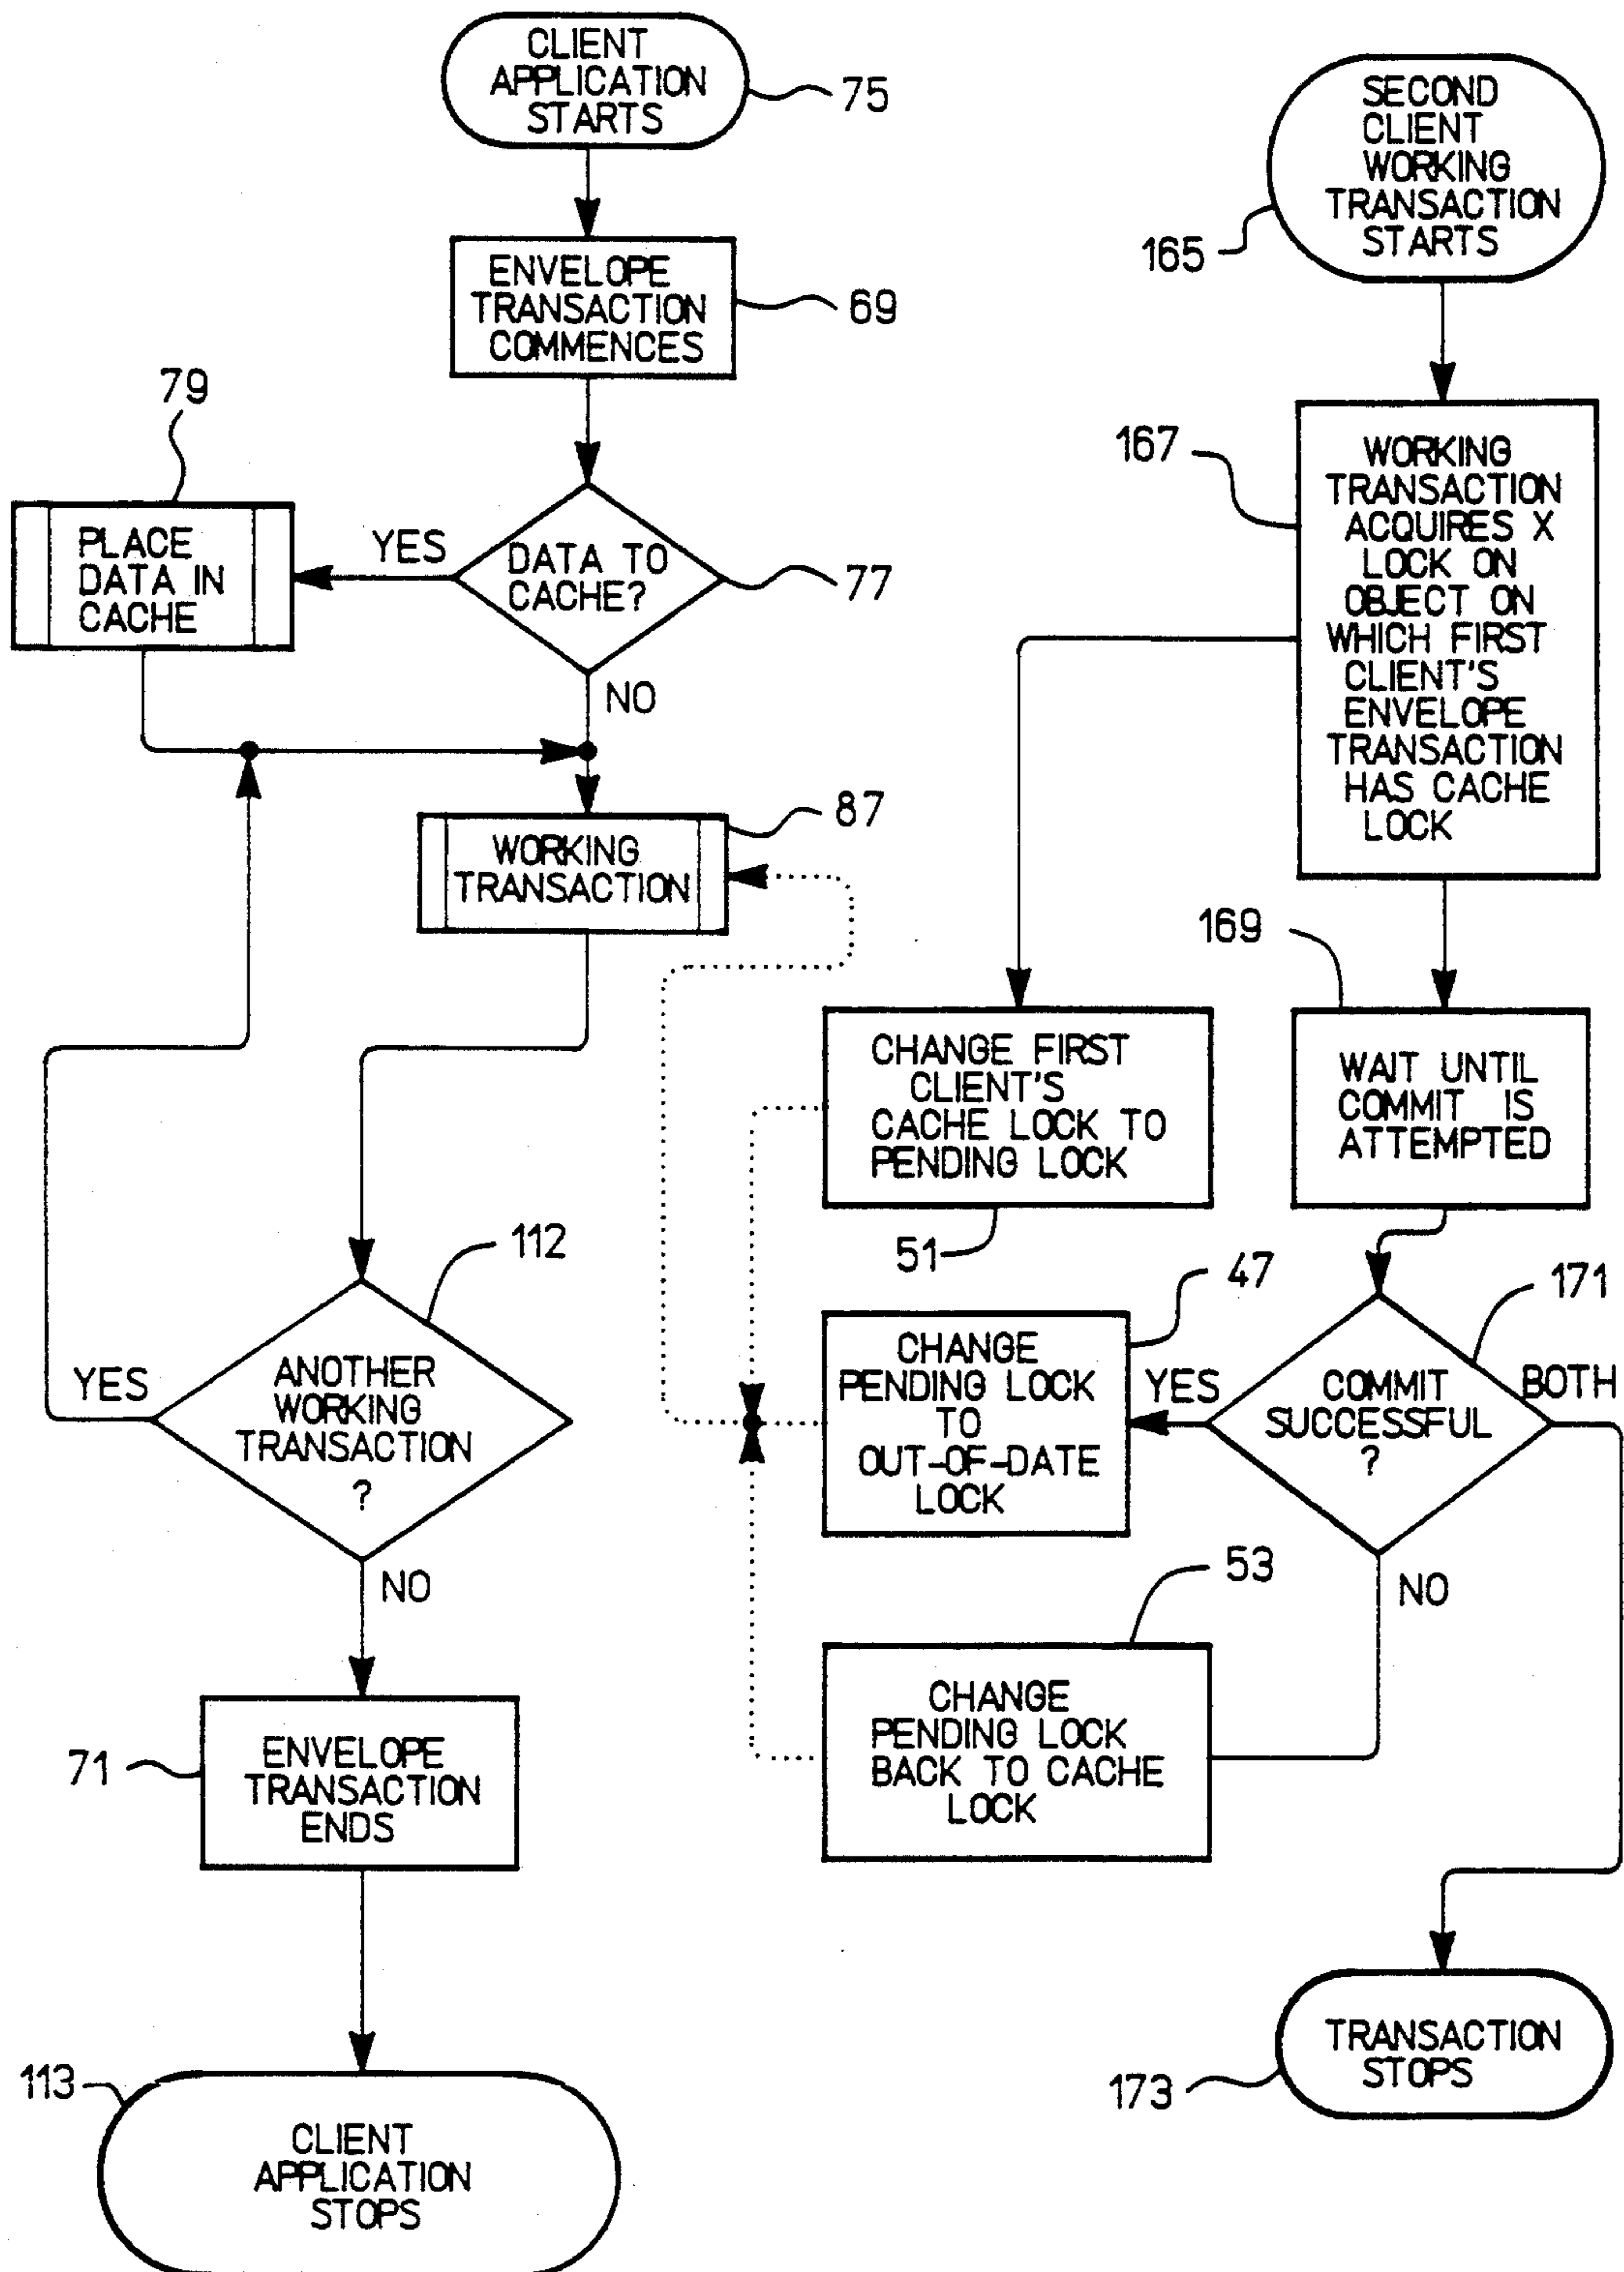 CLIENT
APPLICATION
STARTS
75
ENVELOPE
TRANSACTION
COMMENCES
69
79
PLACE
DATA IN
CACHE
YES
DATA TO
CACHE?
77
NO
WORKING
TRANSACTION
87
112
ANOTHER
WORKING
TRANSACTION
?
YES
NO
71
ENVELOPE
TRANSACTION
ENDS
113
CLIENT
APPLICATION
STOPS
SECOND
CLIENT
WORKING
TRANSACTION
STARTS
165
167
WORKING
TRANSACTION
ACQUIRES X
LOCK ON
OBJECT ON
WHICH FIRST
CLIENT'S
ENVELOPE
TRANSACTION
HAS CACHE
LOCK
169
WAIT UNTIL
COMMIT IS
ATTEMPTED
CHANGE FIRST
CLIENT'S
CACHE LOCK TO
PENDING LOCK
51
47
CHANGE
PENDING LOCK
TO
OUT-OF-DATE
LOCK
YES
171
COMMIT
SUCCESSFUL
?
BOTH
NO
53
CHANGE
PENDING LOCK
BACK TO CACHE
LOCK
TRANSACTION
STOPS
173